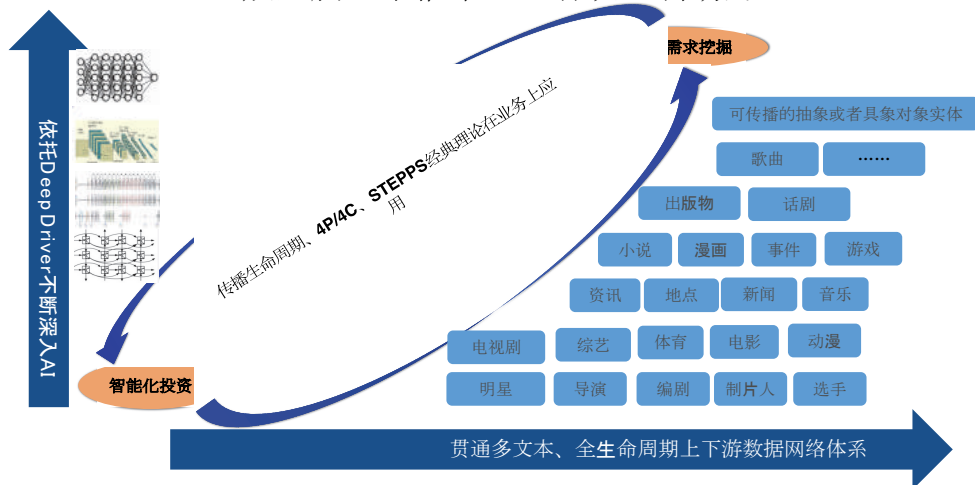 需求挖掘
可传播的抽象或者具象对象实体
歌曲
……
出版物
话剧
小说
漫画
事件
游戏
资讯
地点
新闻
音乐
电视剧
综艺
体育
电影
动漫
明星
导演
编剧
制片人
选手
传播生命周期、4P/4C、STEPPS经典理论在业务上应
用
依托DeepDriver不断深入AI
智能化投资
贯通多文本、全生命周期上下游数据网络体系